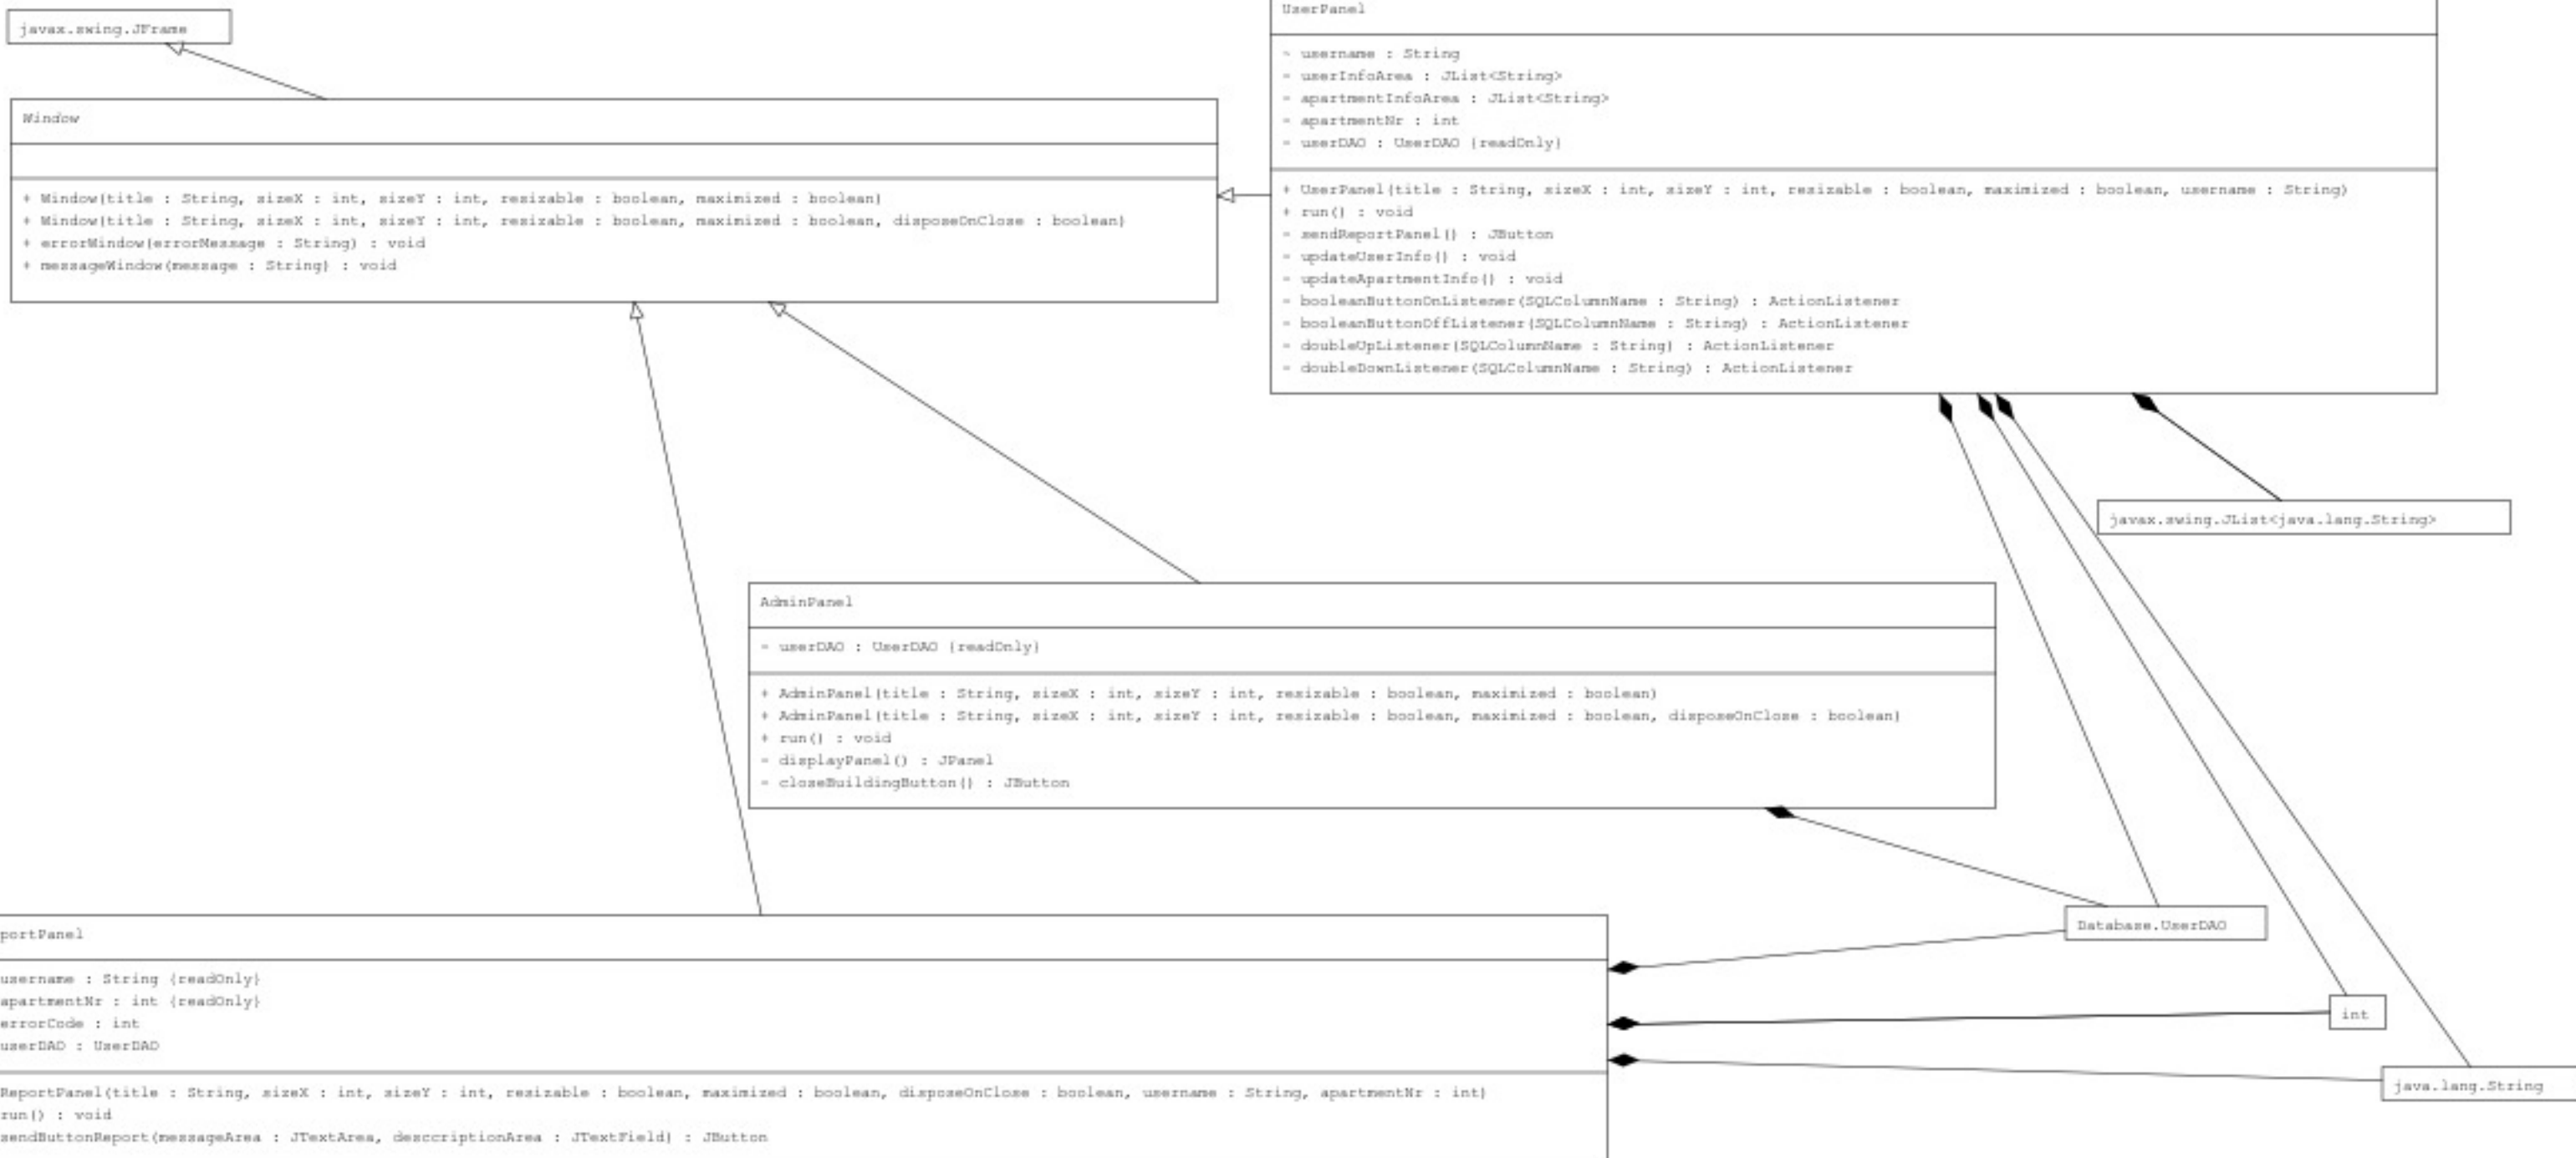 javax.swing.JFrame
Window
+ Window(title : String, sizeX : int, sizeY : int, resizable : boolean, maximized : boolean)
+ Window(title : String, sizeX : int, sizeY : int, resizable : boolean, maximized : boolean, disposeOnClose : boolean)
+ errorWindow(errorMessage : String) : void
+ messageWindow(message : String) : void
UserPanel
~ username : String
- userInfoArea : JList<String>
- apartmentInfoArea : JList<String>
- apartmentNr : int
- userDAO : UserDAO {readOnly}
+ UserPanel(title : String, sizeX : int, sizeY : int, resizable : boolean, maximized : boolean, username : String)
+ run() : void
- sendReportPanel() : JButton
- updateUserInfo() : void
- updateApartmentInfo() : void
- booleanButtonOnListener(SQLColumnName : String) : ActionListener
- booleanButtonOffListener(SQLColumnName : String) : ActionListener
- doubleUpListener(SQLColumnName : String) : ActionListener
- doubleDownListener(SQLColumnName : String) : ActionListener
javax.swing.JList<java.lang.String>
AdminPanel
- userDAO : UserDAO {readOnly}
+ AdminPanel(title : String, sizeX : int, sizeY : int, resizable : boolean, maximized : boolean)
+ AdminPanel(title : String, sizeX : int, sizeY : int, resizable : boolean, maximized : boolean, disposeOnClose : boolean)
+ run() : void
- displayPanel() : JPanel
- closeBuildingButton() : JButton
Database.UserDAO
int
java.lang.String
portPanel
username : String {readOnly}
apartmentNr : int {readOnly}
errorCode : int
userDAO : UserDAO
ReportPanel(title : String, sizeX : int, sizeY : int, resizable : boolean, maximized : boolean, disposeOnClose : boolean, username : String, apartmentNr : int)
run() : void
sendButtonReport(messageArea : JTextArea, desccriptionArea : JTextField) : JButton